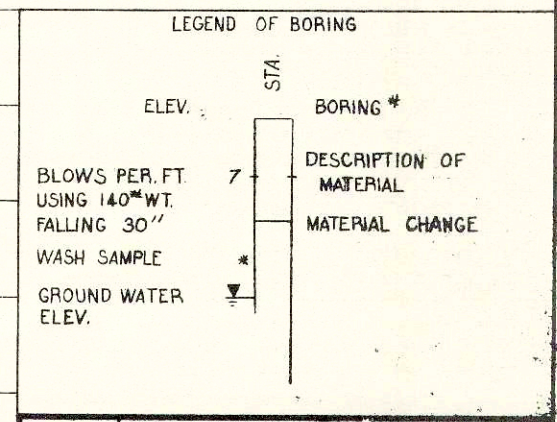 LEGEND OF BORING
STA.
ELEV.
BORING #
BLOWS PER. FT. 7
USING 140# WT.
FALLING 30"
DESCRIPTION OF
MATERIAL
MATERIAL CHANGE
WASH SAMPLE *
GROUND WATER
ELEV.